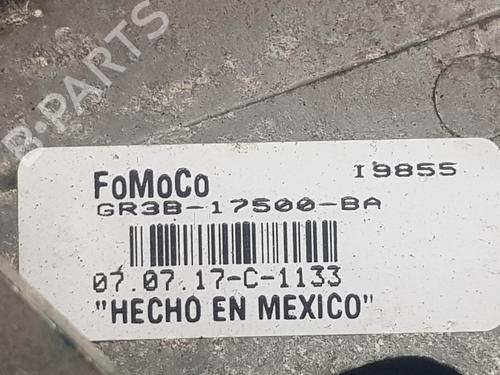 B-PARTS
FoMoCo I9855
GR3B-17500-BA
07.07.17-C-1133
"HECHO EN MEXICO"